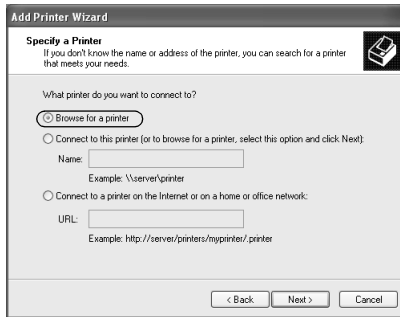 Add Printer Wizard
Specify a Printer
If you don't know the name or address of the printer, you can search for a printer
that meets your needs.
What printer do you want to connect to?
Browse for a printer
Connect to this printer (or to browse for a printer, select this option and click Next):
Name:
Example: \\server\printer
Connect to a printer on the Internet or on a home or office network:
URL:
Example: http://server/printers/myprinter/.printer
< Back
Next >
Cancel